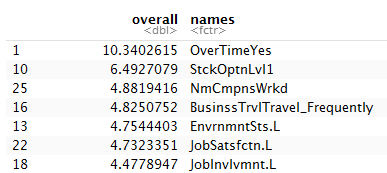 overall names
<dbl> <fctr>
1 10.3402615 OverTimeYes
10 6.4927079 StckOptnLvl1
25 4.8819416 NmCmpnsWrkd
16 4.8250752 BusinssTrvlTravel_Frequently
13 4.7544403 EnvrnmntSts.L
22 4.7323351 JobSatsfctn.L
18 4.4778947 JobInvlvmnt.L